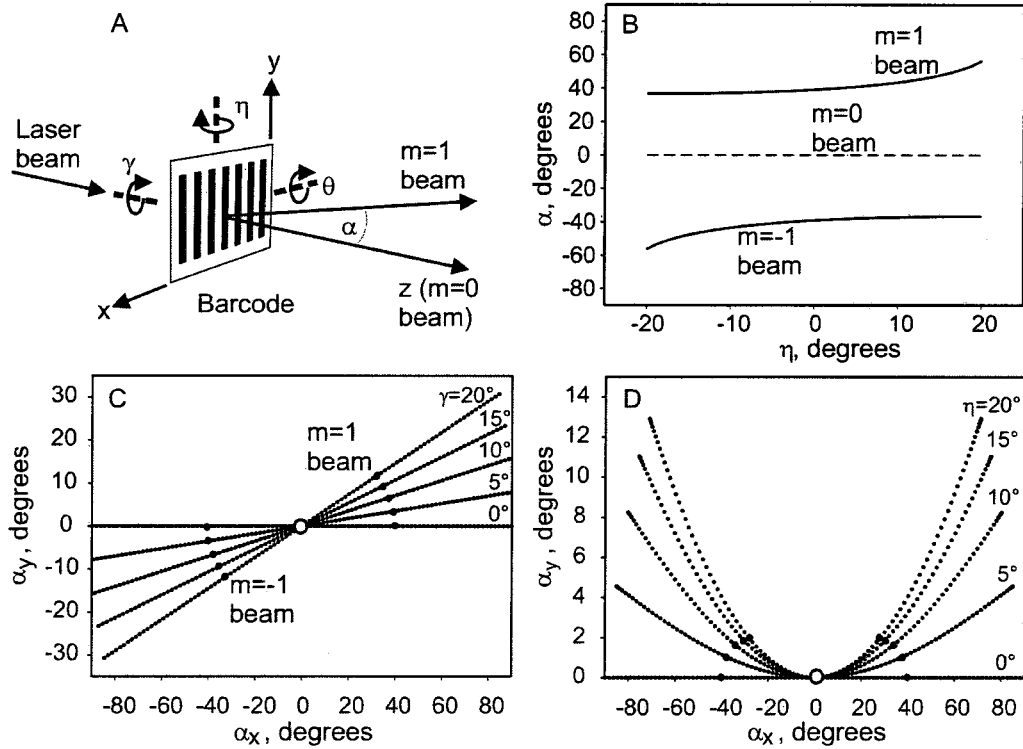 A
y
η
Laser
beam
γ
m=1
beam
θ
α
x
Barcode
z (m=0
beam)
B
α, degrees
80
60
40
20
0
-20
-40
-60
-80
m=1
beam
m=0
beam
m=-1
beam
-20
-10
0
10
20
η, degrees
C
αy, degrees
30
20
10
0
-10
-20
-30
γ=20°
15°
10°
5°
0°
m=1
beam
m=-1
beam
-80 -60 -40 -20 0 20 40 60 80
αx, degrees
D
αy, degrees
14
12
10
8
6
4
2
0
η=20°
15°
10°
5°
0°
-80 -60 -40 -20 0 20 40 60 80
αx, degrees